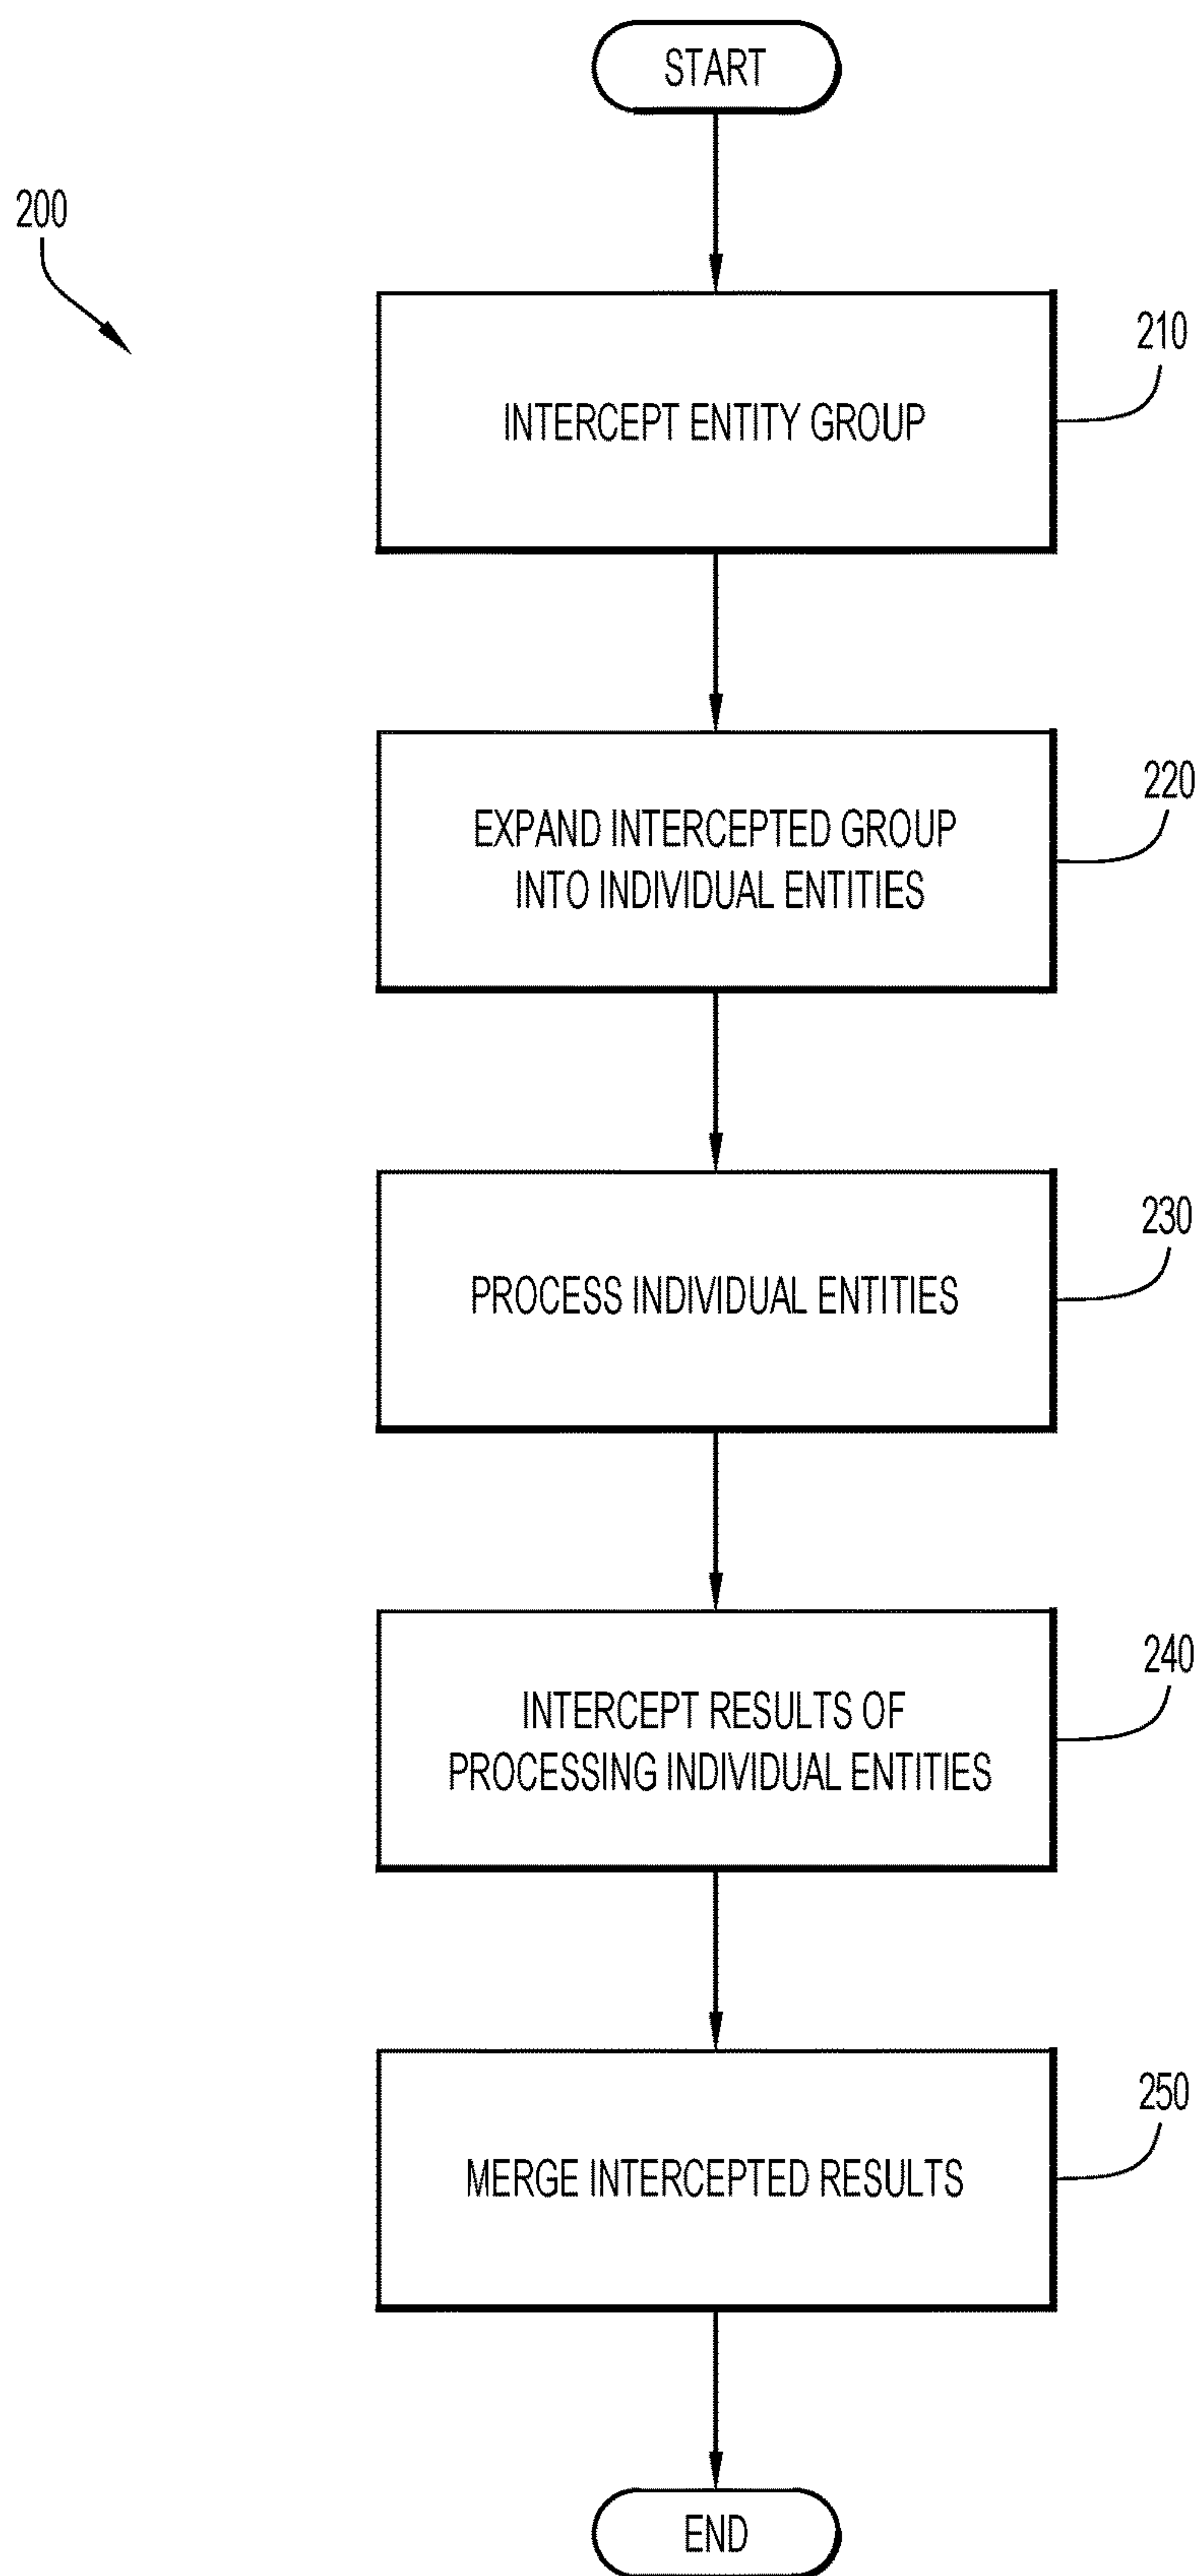 START
200
210
INTERCEPT ENTITY GROUP
220
EXPAND INTERCEPTED GROUP
INTO INDIVIDUAL ENTITIES
230
PROCESS INDIVIDUAL ENTITIES
240
INTERCEPT RESULTS OF
PROCESSING INDIVIDUAL ENTITIES
250
MERGE INTERCEPTED RESULTS
END